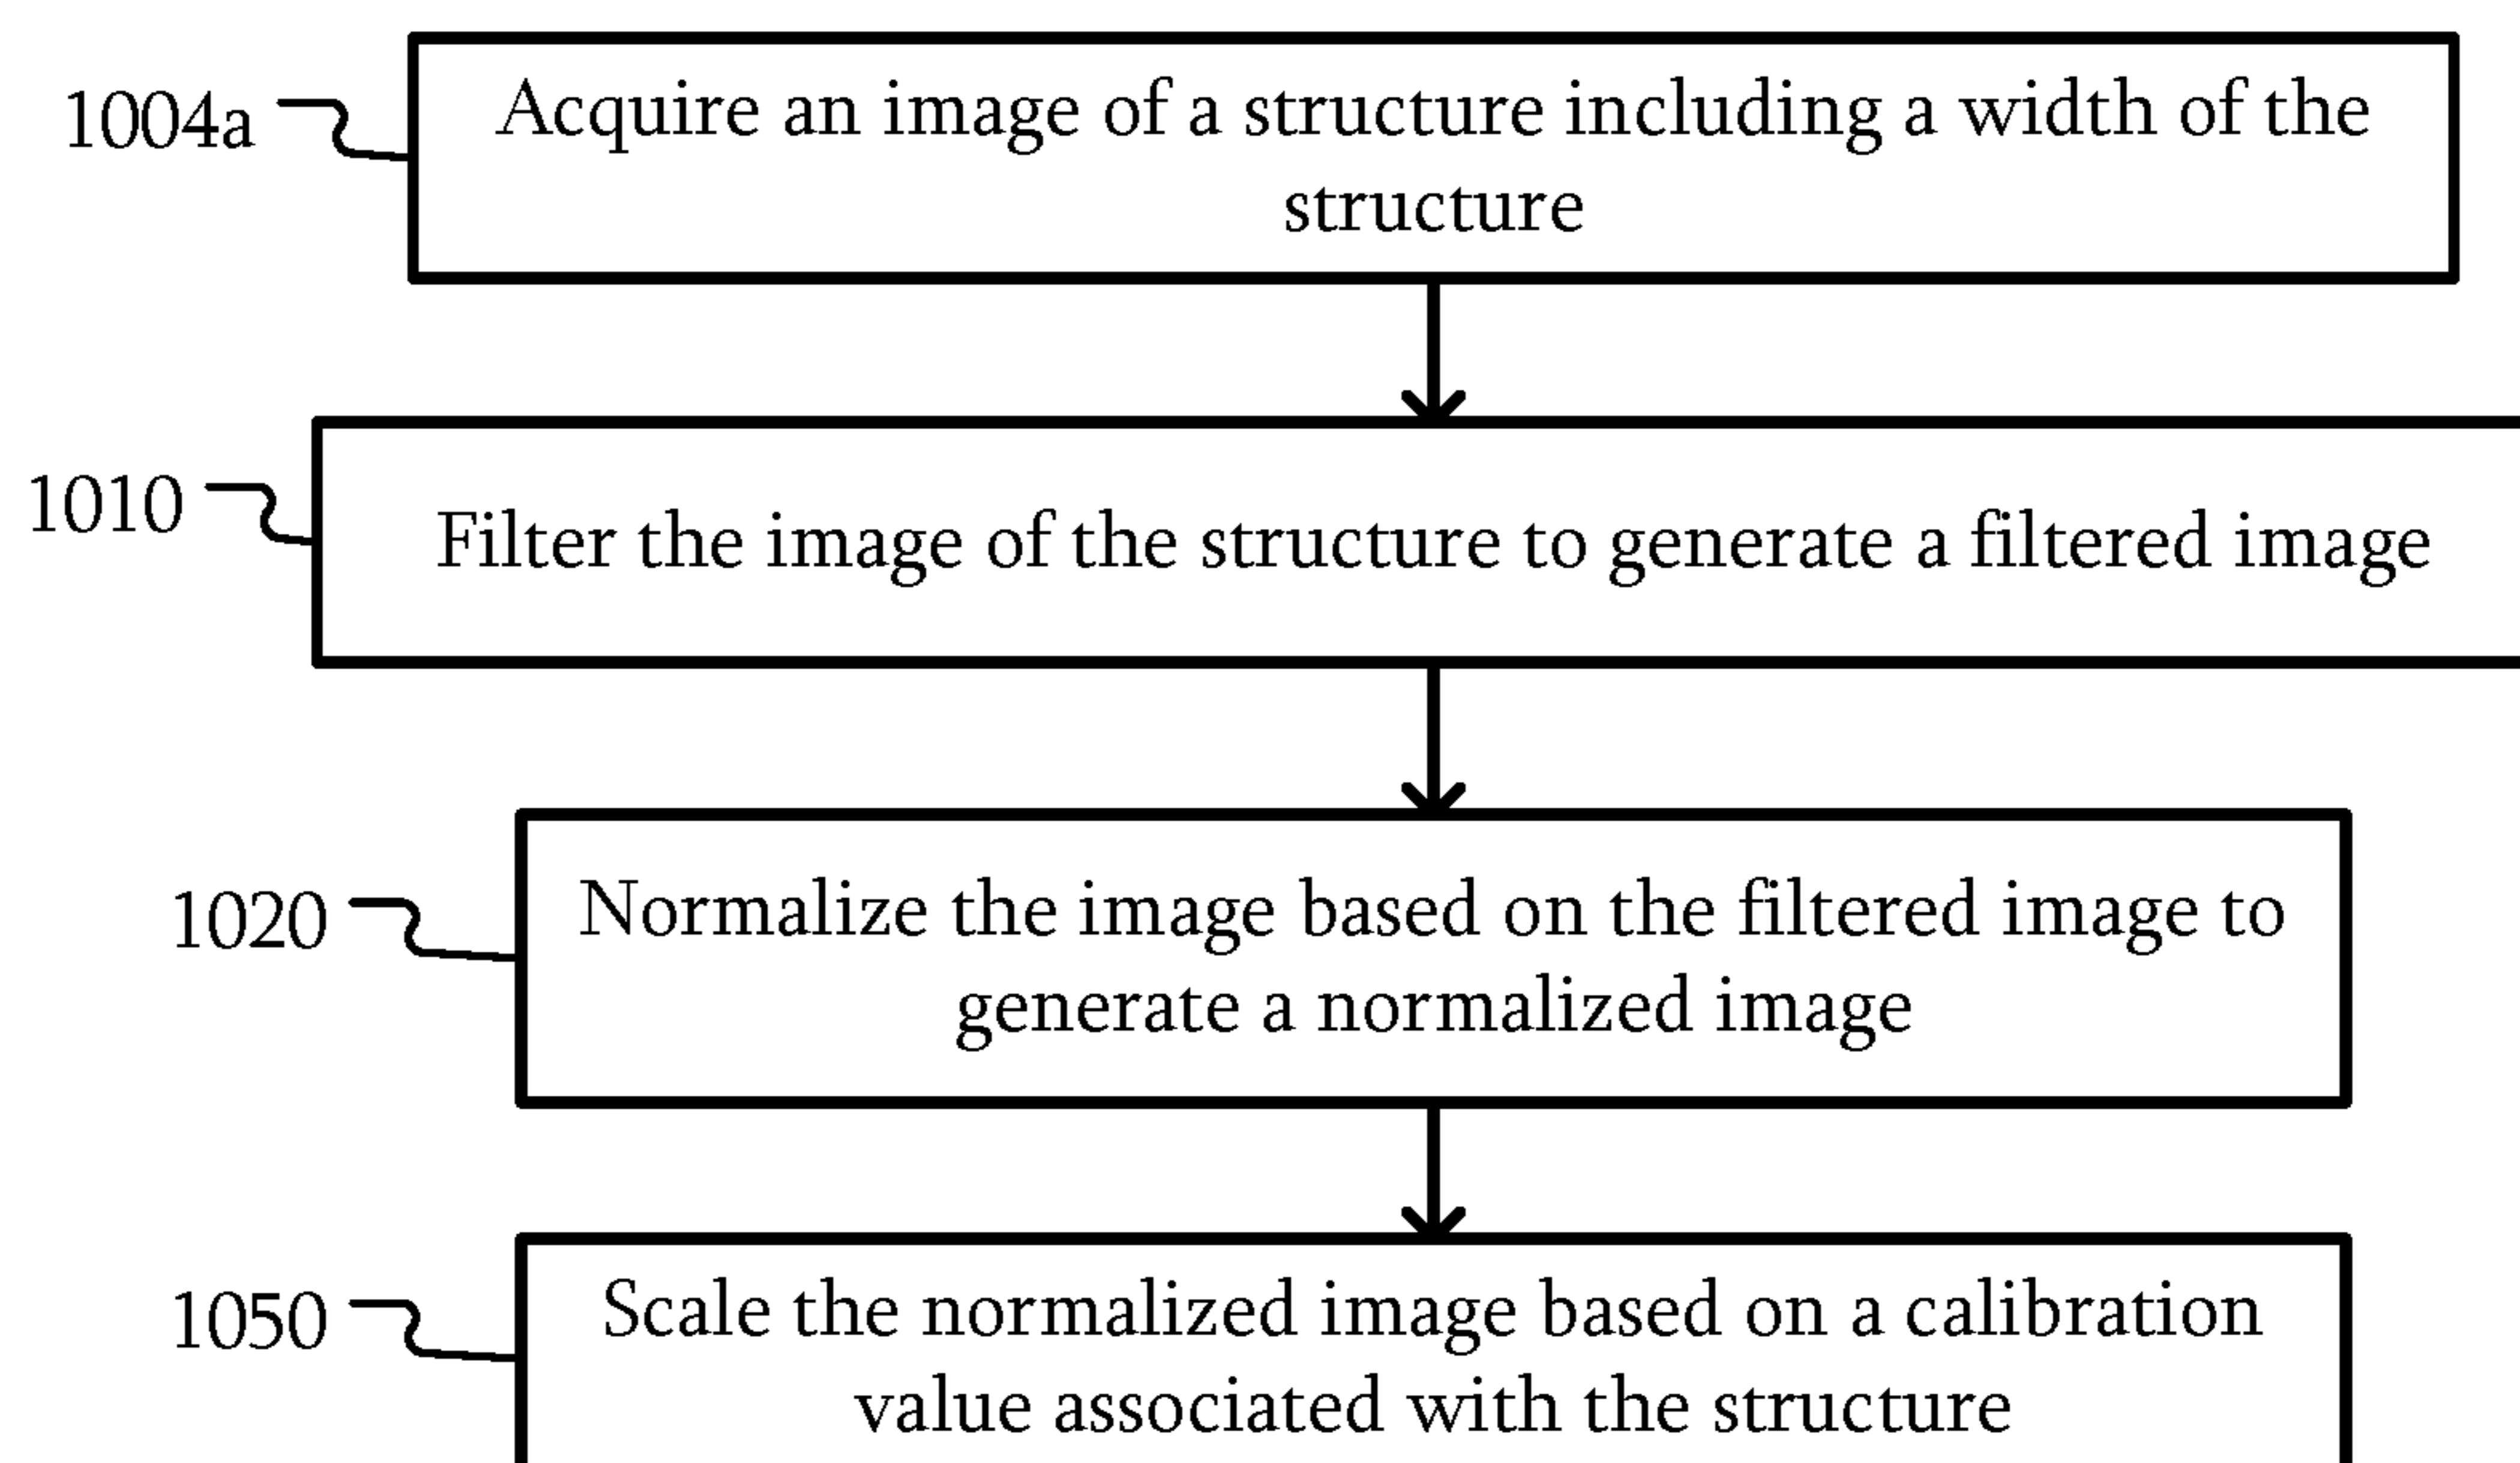 1004a
Acquire an image of a structure including a width of the
structure
1010
Filter the image of the structure to generate a filtered image
1020
Normalize the image based on the filtered image to
generate a normalized image
1050
Scale the normalized image based on a calibration
value associated with the structure